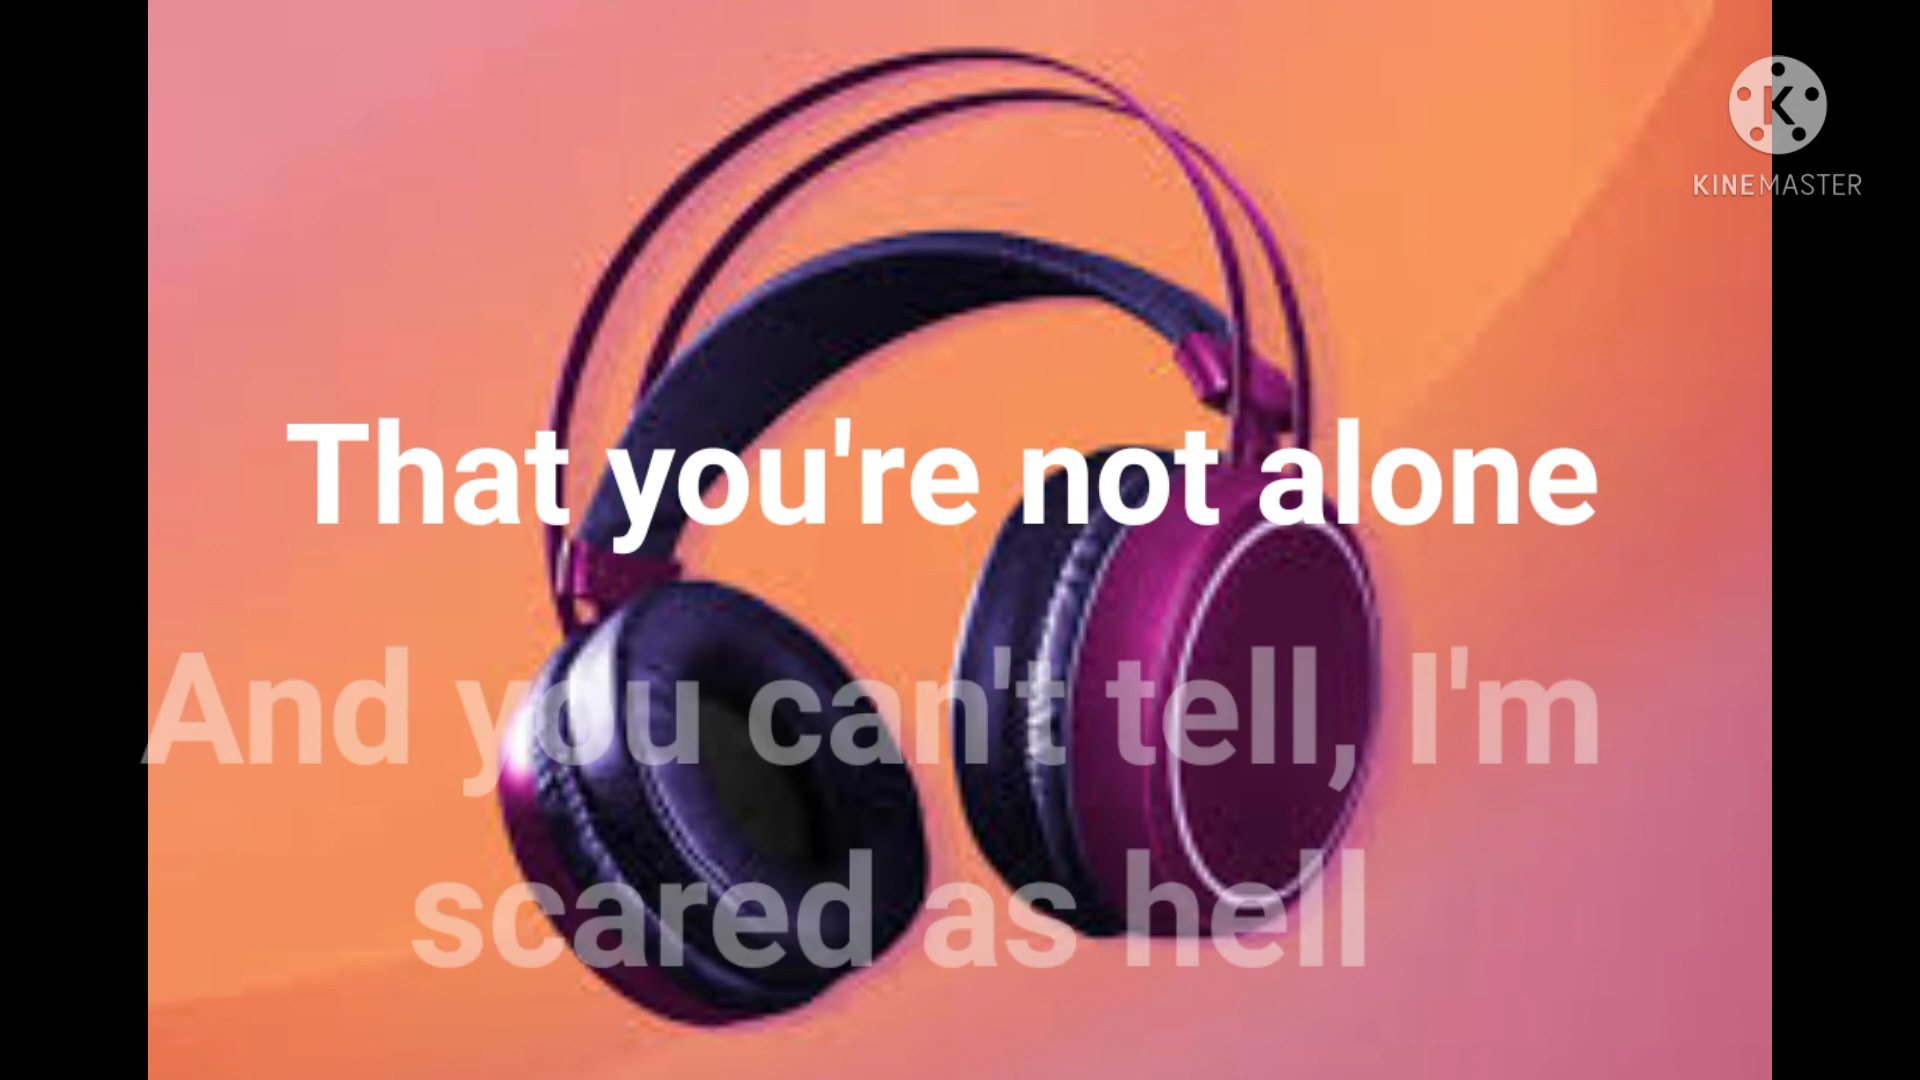 K
KINEMASTER
That you're not alone
And you can't tell, I'm
scared as hell